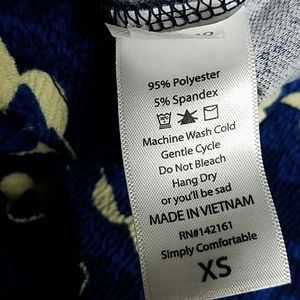 95% Polyester
5% Spandex
Machine Wash Cold
Gentle Cycle
Do Not Bleach
Hang Dry
or you'll be sad
MADE IN VIETNAM
RN#142161
Simply Comfortable
XS